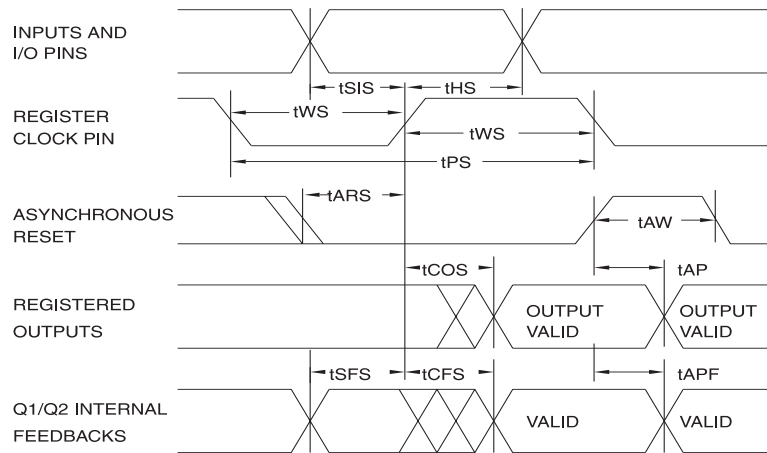 INPUTS AND
I/O PINS
tSIS
tHS
REGISTER
CLOCK PIN
tWS
tWS
tPS
ASYNCHRONOUS
RESET
tARS
tAW
tCOS
tAP
REGISTERED
OUTPUTS
OUTPUT
VALID
OUTPUT
VALID
tSFS
tCFS
tAPF
Q1/Q2 INTERNAL
FEEDBACKS
VALID
VALID